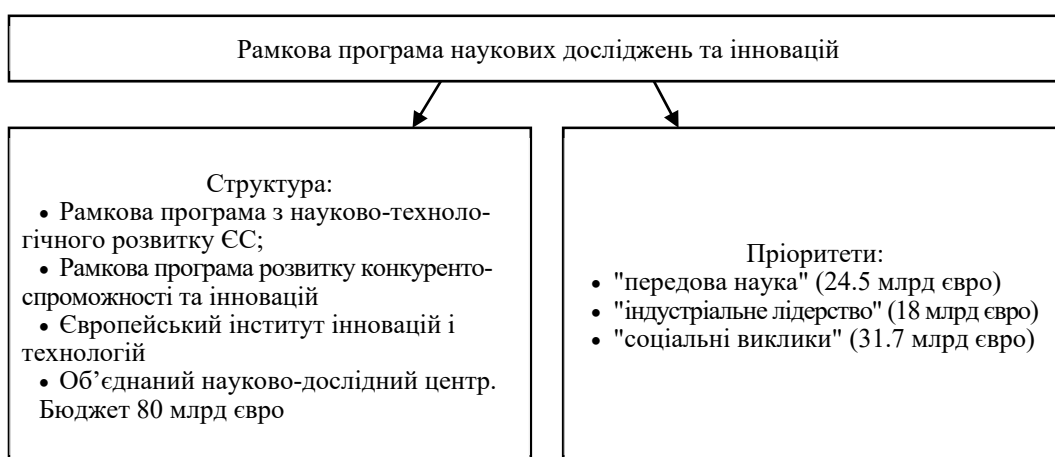 Рамкова програма наукових досліджень та інновацій
Структура:
• Рамкова програма з науково-техноло-
гічного розвитку ЄС;
• Рамкова програма розвитку конкуренто-
спроможності та інновацій
• Європейський інститут інновацій і
технологій
• Об’єднаний науково-дослідний центр.
Бюджет 80 млрд євро
Пріоритети:
• "передова наука" (24.5 млрд євро)
• "індустріальне лідерство" (18 млрд євро)
• "соціальні виклики" (31.7 млрд євро)